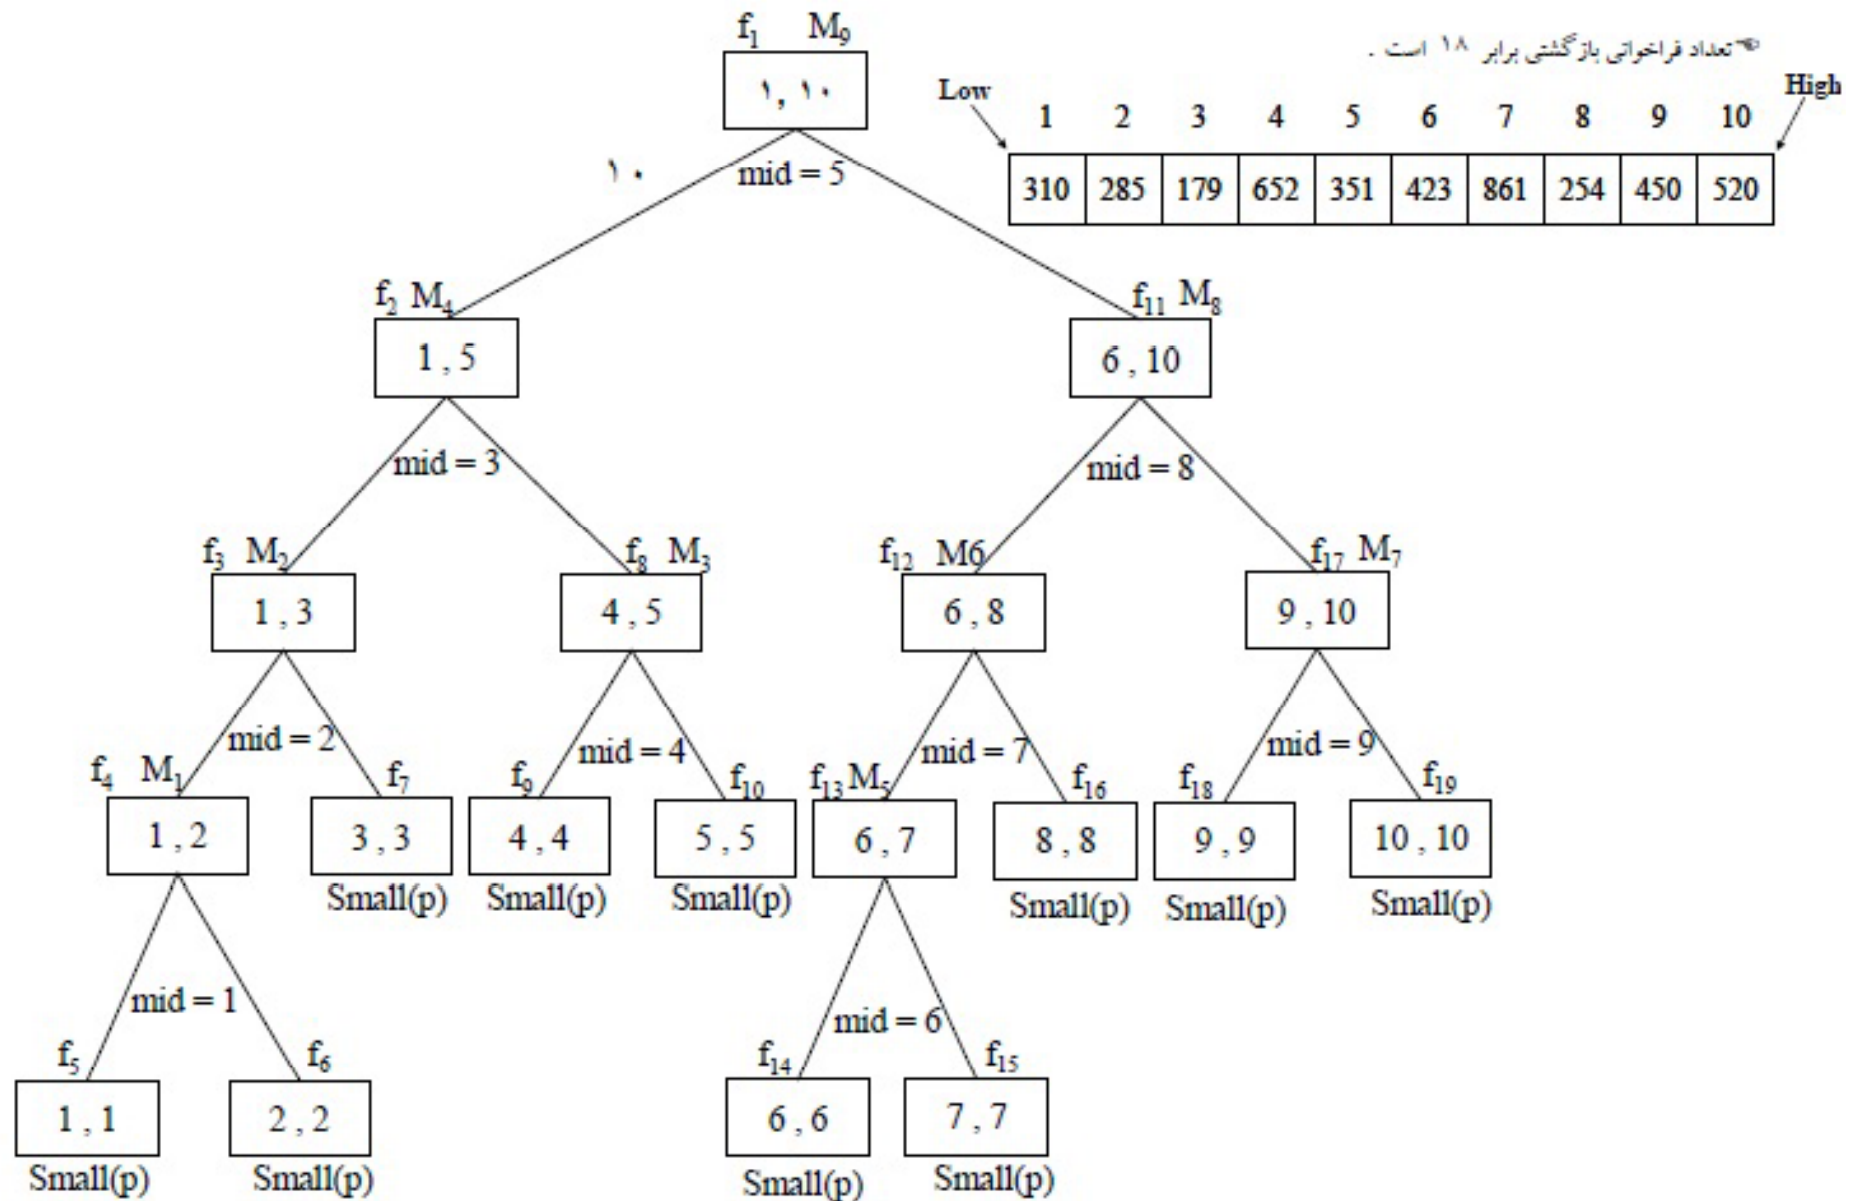 f₁ M₉
☜ تعداد فراخوانی بازگشتی برابر ۱۸ است .
۱, ۱۰
Low High
1 2 3 4 5 6 7 8 9 10
310 285 179 652 351 423 861 254 450 520
۱۰ mid = 5
f₂ M₄ f₁₁ M₈
1 , 5 6 , 10
mid = 3 mid = 8
f₃ M₂ f₈ M₃ f₁₂ M6 f₁₇ M₇
1 , 3 4 , 5 6 , 8 9 , 10
mid = 2 mid = 4 mid = 7 mid = 9
f₄ M₁ f₇ f₉ f₁₀ f₁₃ M₅ f₁₆ f₁₈ f₁₉
1 , 2 3 , 3 4 , 4 5 , 5 6 , 7 8 , 8 9 , 9 10 , 10
Small(p) Small(p) Small(p) Small(p) Small(p) Small(p)
mid = 1 mid = 6
f₅ f₆ f₁₄ f₁₅
1 , 1 2 , 2 6 , 6 7 , 7
Small(p) Small(p) Small(p) Small(p)